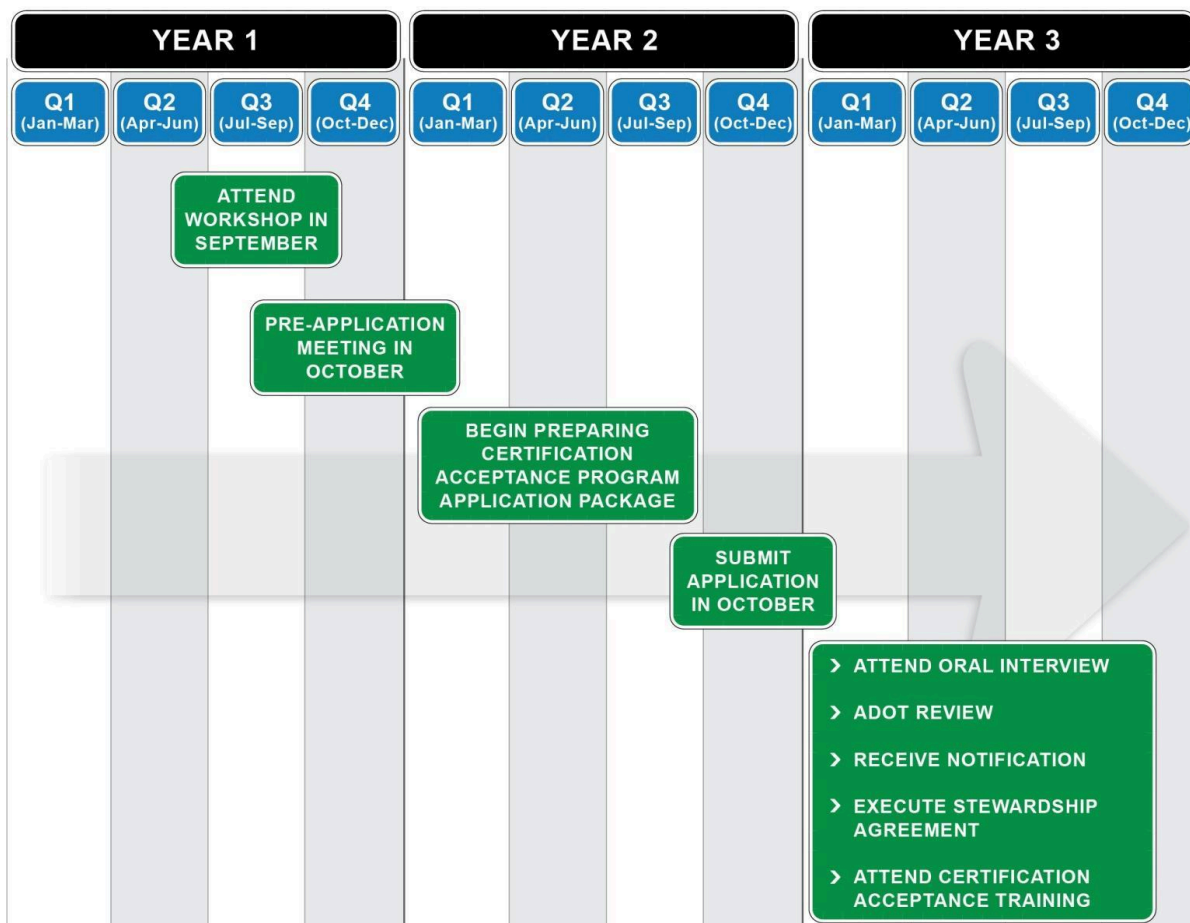 YEAR 1
YEAR 2
YEAR 3
Q1
(Jan-Mar)
Q2
(Apr-Jun)
Q3
(Jul-Sep)
Q4
(Oct-Dec)
Q1
(Jan-Mar)
Q2
(Apr-Jun)
Q3
(Jul-Sep)
Q4
(Oct-Dec)
Q1
(Jan-Mar)
Q2
(Apr-Jun)
Q3
(Jul-Sep)
Q4
(Oct-Dec)
ATTEND
WORKSHOP IN
SEPTEMBER
PRE-APPLICATION
MEETING IN
OCTOBER
BEGIN PREPARING
CERTIFICATION
ACCEPTANCE PROGRAM
APPLICATION PACKAGE
SUBMIT
APPLICATION
IN OCTOBER
ATTEND ORAL INTERVIEW
ADOT REVIEW
RECEIVE NOTIFICATION
EXECUTE STEWARDSHIP
AGREEMENT
ATTEND CERTIFICATION
ACCEPTANCE TRAINING